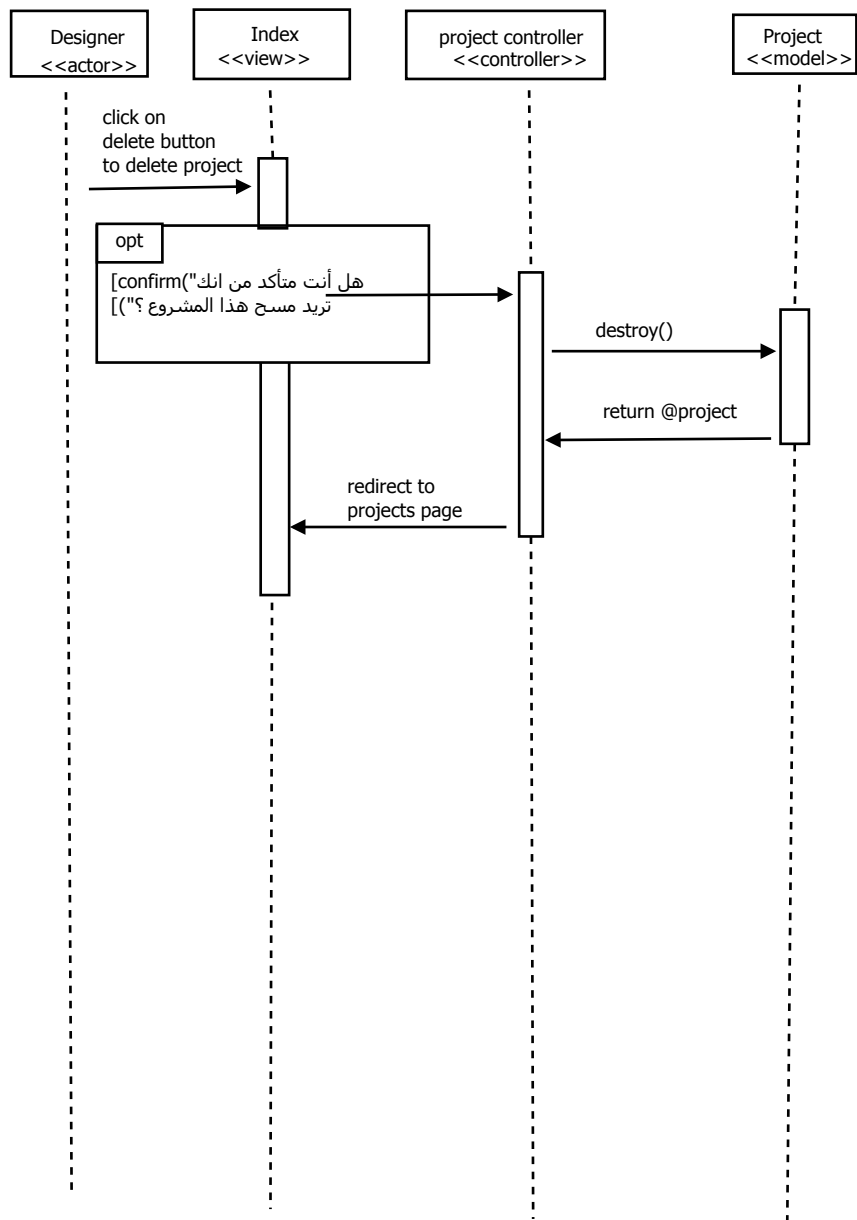 Designer
<<actor>>
Index
<<view>>
project controller
<<controller>>
Project
<<model>>
click on
delete button
to delete project
opt
[confirm("هل أنت متأكد من انك
تريد مسح هذا المشروع ؟")]
destroy()
return @project
redirect to
projects page